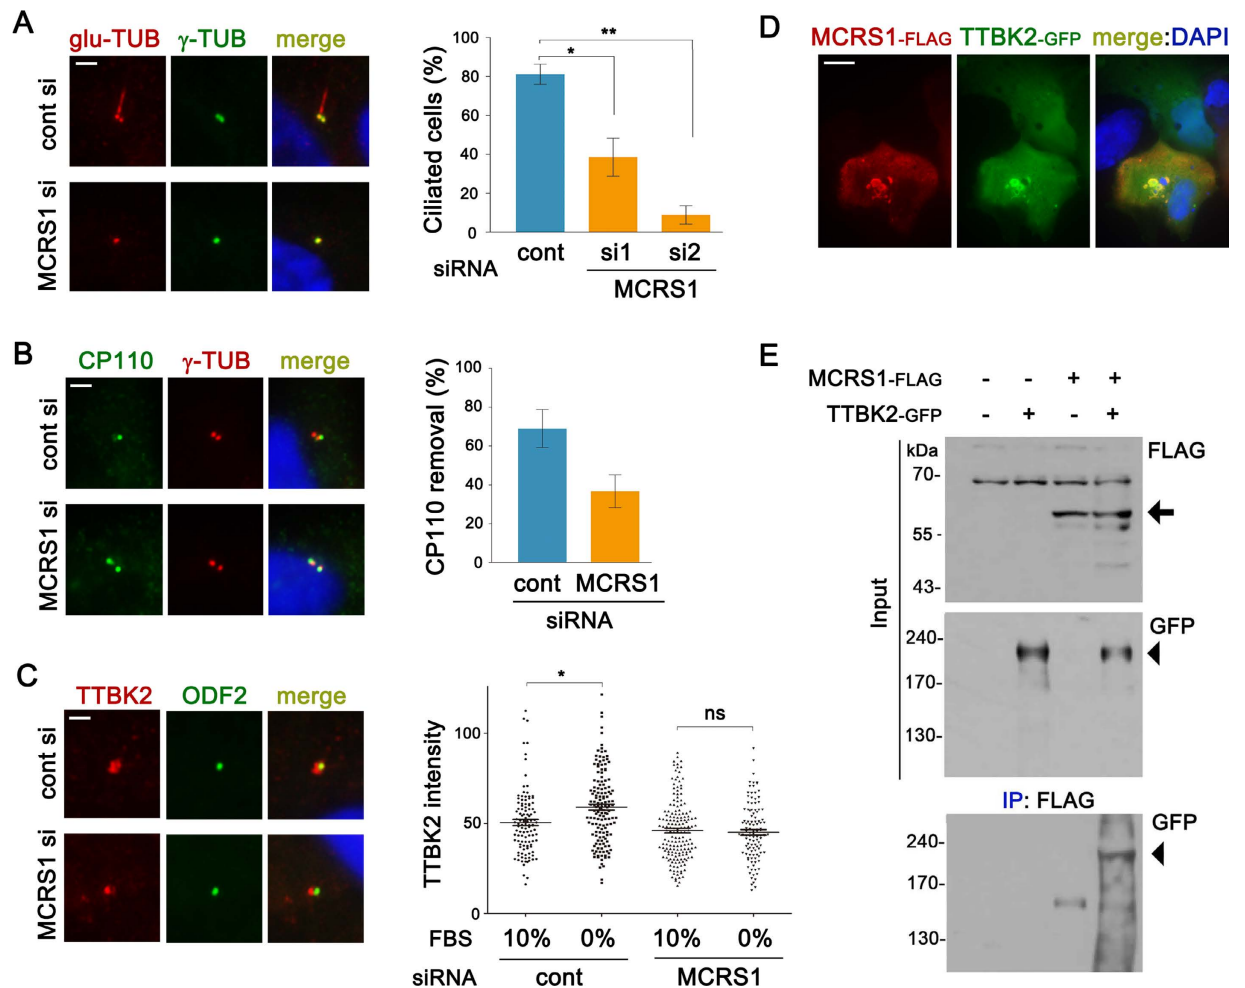 A
glu-TUB γ-TUB merge
cont si
MCRS1 si
Ciliated cells (%)
100
80
60
40
20
0
* **
siRNA cont si1 si2
MCRS1
B
CP110 γ-TUB merge
cont si
MCRS1 si
CP110 removal (%)
100
80
60
40
20
0
cont MCRS1
siRNA
C
TTBK2 ODF2 merge
cont si
MCRS1 si
TTBK2 intensity
100
50
0
* ns
FBS 10% 0% 10% 0%
siRNA cont MCRS1
D
MCRS1-FLAG TTBK2-GFP merge:DAPI
E
MCRS1-FLAG - - + +
TTBK2-GFP - + - +
Input
kDa FLAG
70-
55 -
43-
GFP
240-
170-
130-
IP: FLAG
GFP
240-
170-
130-